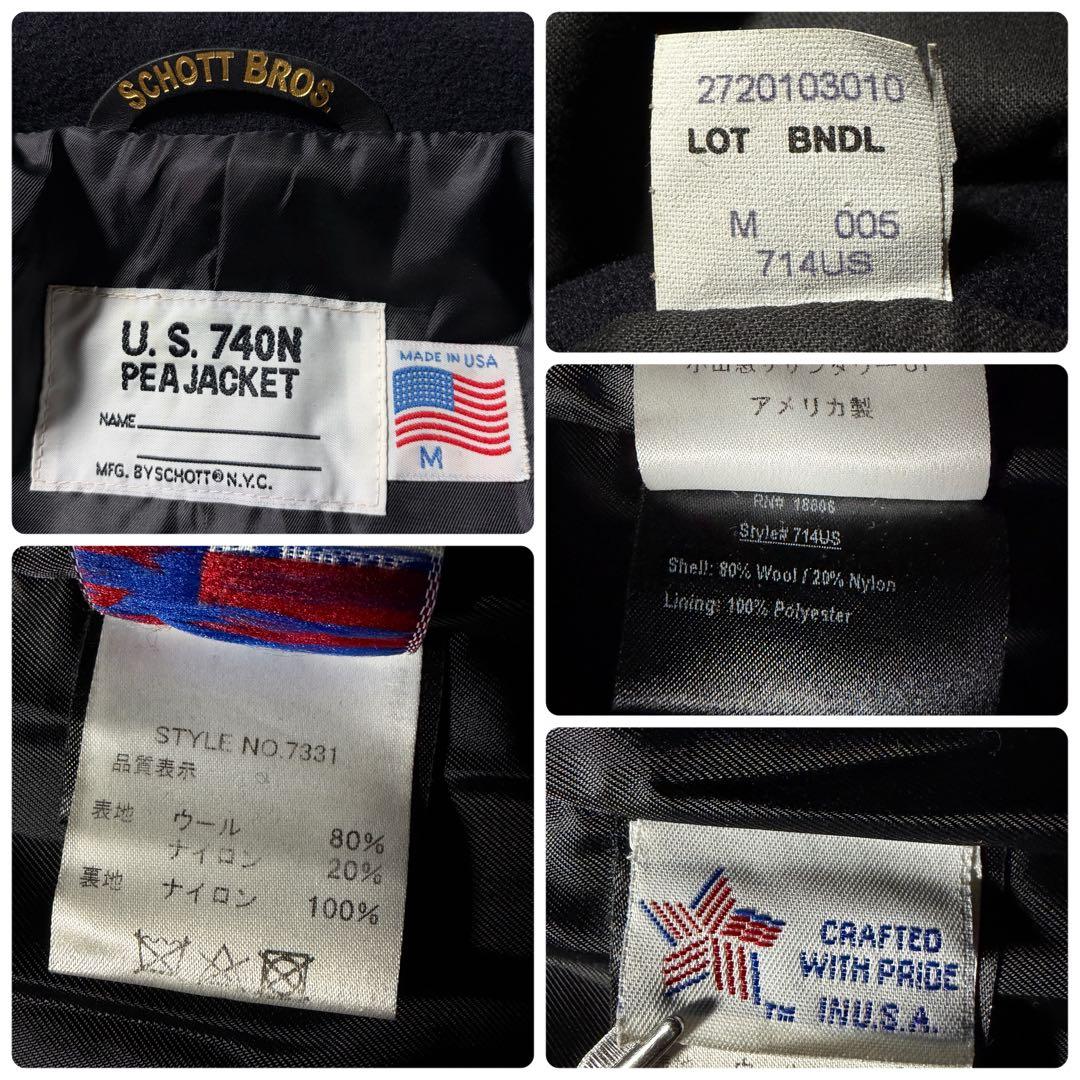 SCHOTT BROS.
U. S. 740N
PEA JACKET
NAME
MFG. BY SCHOTT® N.Y.C.
MADE IN USA
M
2720103010
LOT BNDL
M 005
714US
アメリカ製
RN# 18606
Style# 714US
Shell: 80% Wool / 20% Nylon
Lining: 100% Polyester
STYLE NO.7331
品質表示
表地 ウール 80%
ナイロン 20%
裏地 ナイロン 100%
CRAFTED
WITH PRIDE
TM IN U.S.A.